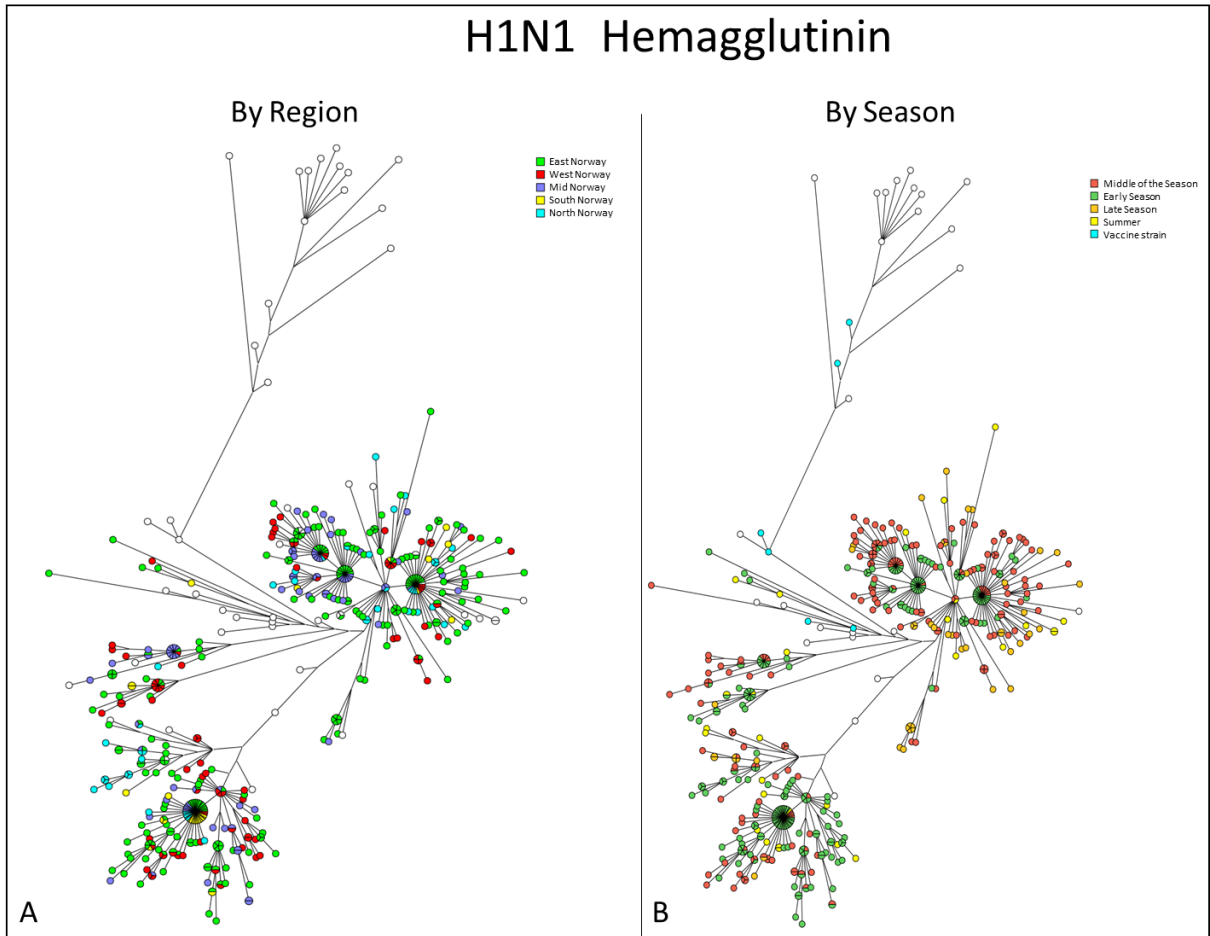 H1N1 Hemagglutinin
By Region
East Norway
West Norway
Mid Norway
South Norway
North Norway
A
By Season
Middle of the Season
Early Season
Late Season
Summer
Vaccine strain
B